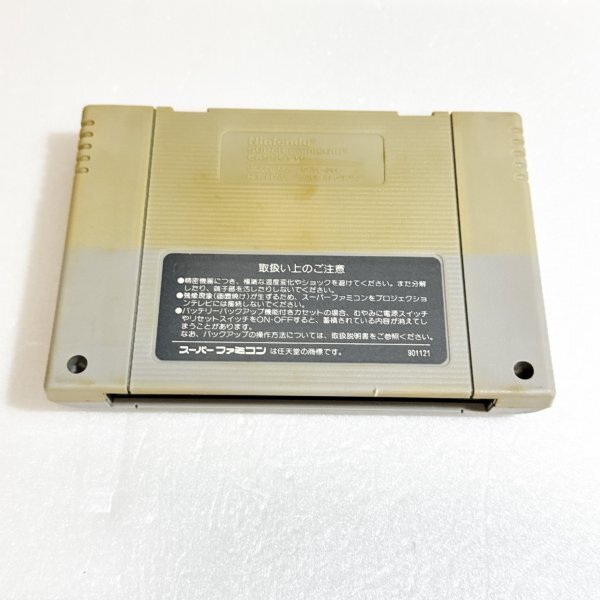 Nintendo®
取扱い上のご注意
●精密機器につき、極端な温度変化やショックを避けてください。また分解
したり、端子部を汚したりしないでください。
●残像現象(画面焼け)が生ずるため、スーパーファミコンをプロジェクショ
ンテレビには接続しないでください。
●バッテリーバックアップ機能付きカセットの場合、むやみに電源スイッチ
やリセットスイッチをON・OFFすると、蓄積されている内容が消えてし
まうことがあります。
なお、バックアップの操作方法については、取扱説明書をご参照ください。
スーパーファミコン は任天堂の商標です。
901121